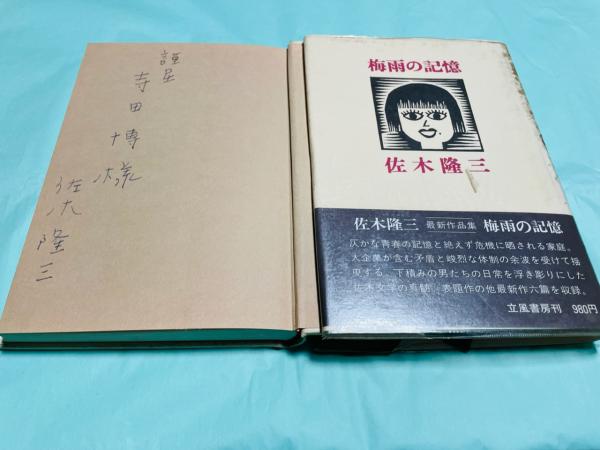 謹呈
寺田博様
佐木隆三
梅雨の記憶
佐木隆三
佐木隆三 最新作品集 梅雨の記憶
仄かな青春の記憶と絶えず危機に晒される家庭。
大企業が含む矛盾と峻烈な体制の余波を受けて揺
曳する、下積みの男たちの日常を浮き彫りにした
佐木文学の真髄。表題作の他最新作六篇を収録。
立風書房刊 980円